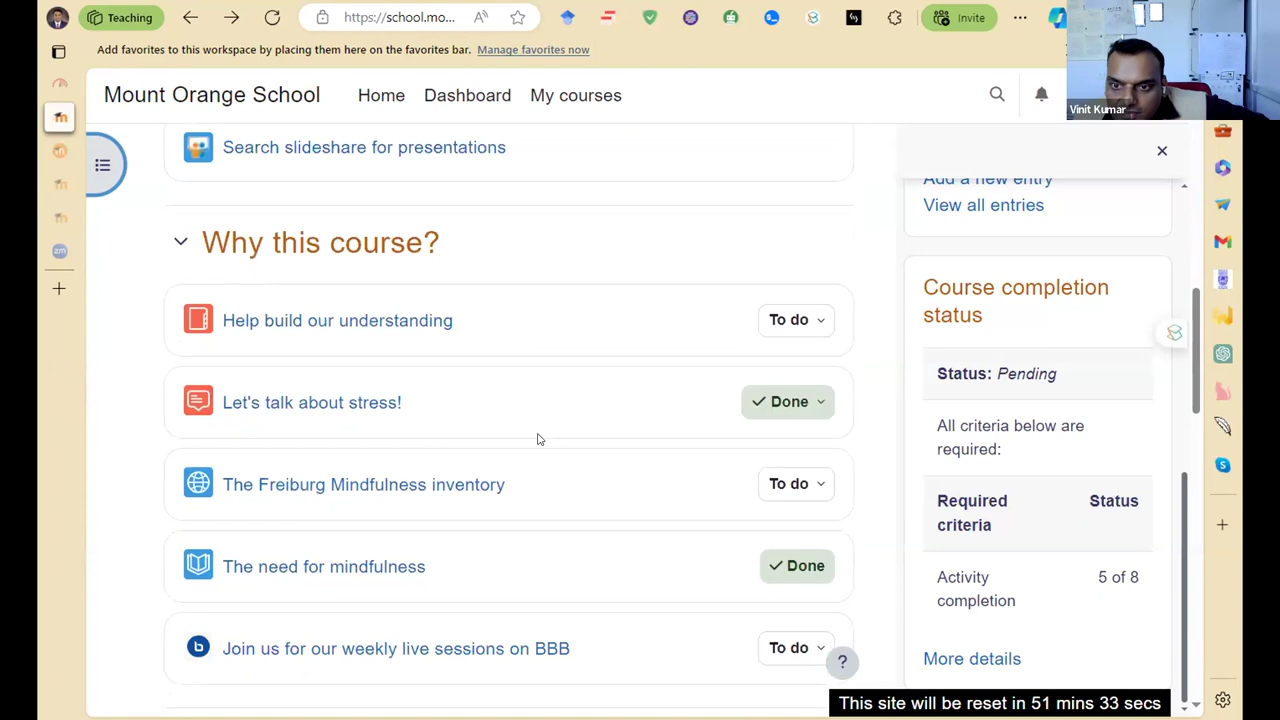 Teaching
https://school.mo...
Invite
Add favorites to this workspace by placing them here on the favorites bar. Manage favorites now
Vinit Kumar
Mount Orange School
Home
Dashboard
My courses
Search slideshare for presentations
Add a new entry
View all entries
Why this course?
Help build our understanding
To do
Let's talk about stress!
Done
The Freiburg Mindfulness inventory
To do
The need for mindfulness
Done
Join us for our weekly live sessions on BBB
To do
?
Course completion
status
Status: Pending
All criteria below are
required:
Required
criteria
Status
Activity
completion
5 of 8
More details
This site will be reset in 51 mins 33 secs